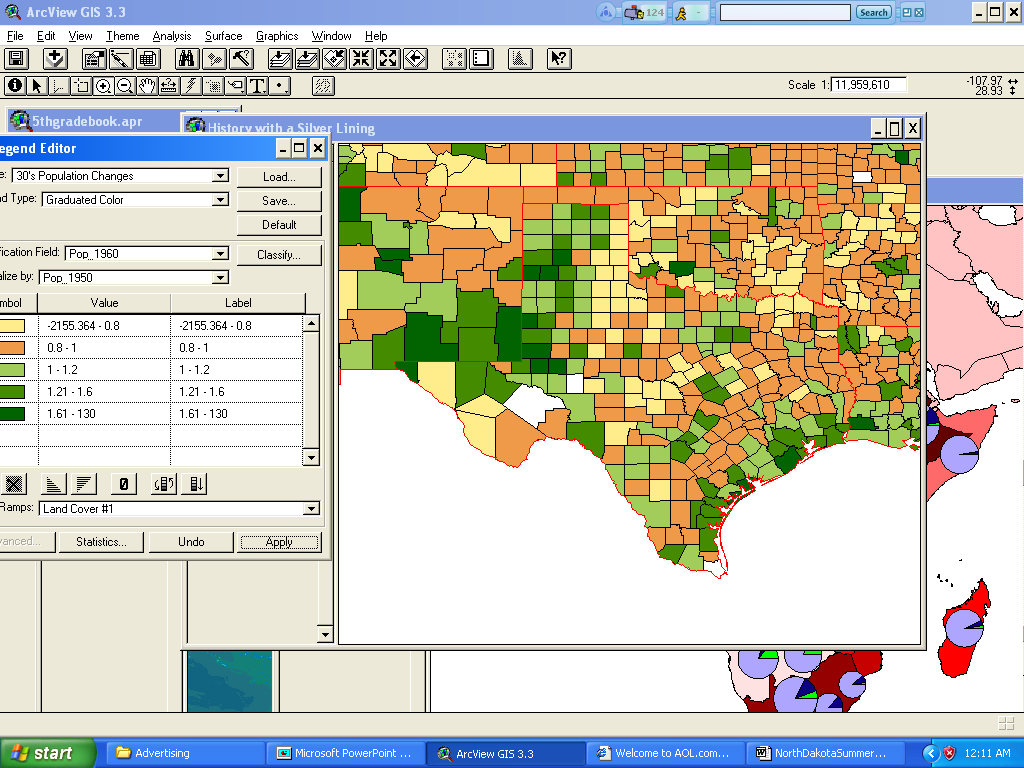 ArcView GIS 3.3
124
-
Search
File Edit View Theme Analysis Surface Graphics Window Help
Scale 1: 11,959,610
-107.97
28.93
5thgradebook.apr
History with a Silver Lining
egend Editor
e: 30's Population Changes
Load...
nd Type: Graduated Color
Save...
Default
ification Field: Pop_1960
Classify...
alize by: Pop_1950
mbol Value Label
-2155.364 - 0.8 -2155.364 - 0.8
0.8 - 1 0.8 - 1
1 - 1.2 1 - 1.2
1.21 - 1.6 1.21 - 1.6
1.61 - 130 1.61 - 130
Ramps: Land Cover #1
vanced... Statistics... Undo Apply
start Advertising Microsoft PowerPoint ... ArcView GIS 3.3 Welcome to AOL.com... NorthDakotaSummer... 12:11 AM